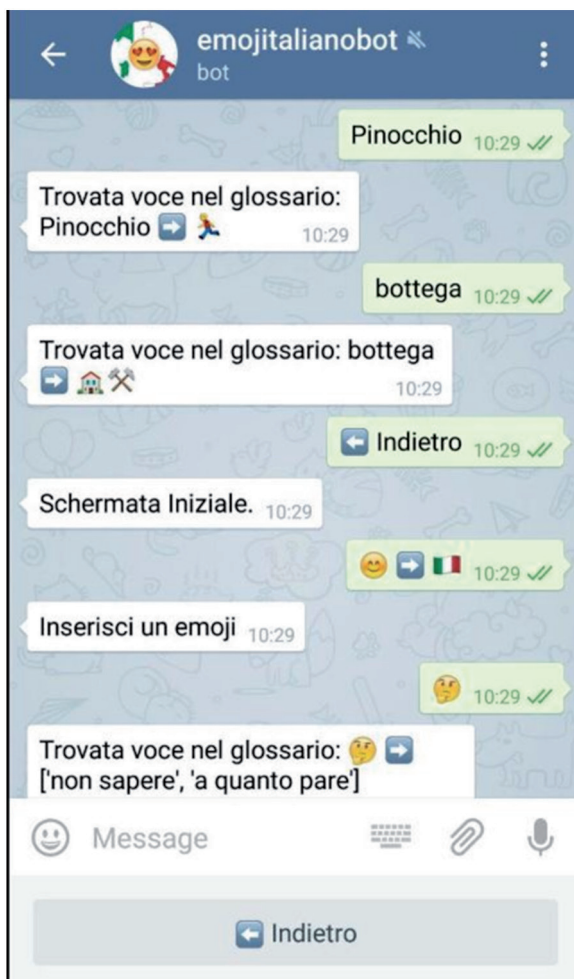 emojitalianobot
bot
Pinocchio 10:29
Trovata voce nel glossario:
Pinocchio ➡️ 🏃 10:29
bottega 10:29
Trovata voce nel glossario: bottega
➡️ 🏠⚒ 10:29
⬅️ Indietro 10:29
Schermata Iniziale. 10:29
😊 ➡️ 🇮🇹 10:29
Inserisci un emoji 10:29
🤔 10:29
Trovata voce nel glossario: 🤔 ➡️
['non sapere', 'a quanto pare']
Message
⬅️ Indietro